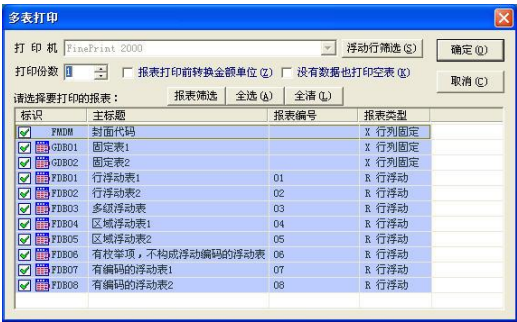 多表打印
打 印 机 FinePrint 2000 浮动行筛选(S) 确定(O)
打印份数 1 报表打印前转换金额单位(Z) 没有数据也打印空表(K) 取消(C)
请选择要打印的报表： 报表筛选 全选(A) 全清(L)
标识 主标题 报表编号 报表类型
FMDM 封面代码 X 行列固定
GDB01 固定表1 X 行列固定
GDB02 固定表2 X 行列固定
FDB01 行浮动表1 01 R 行浮动
FDB02 行浮动表2 02 R 行浮动
FDB03 多级浮动表 03 R 行浮动
FDB04 区域浮动表1 04 R 行浮动
FDB05 区域浮动表2 05 R 行浮动
FDB06 有枚举项，不构成浮动编码的浮动表 06 R 行浮动
FDB07 有编码的浮动表1 07 R 行浮动
FDB08 有编码的浮动表2 08 R 行浮动